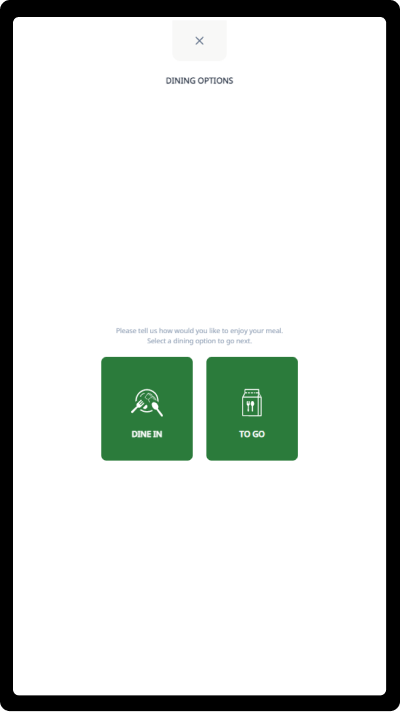 DINING OPTIONS
Please tell us how would you like to enjoy your meal.
Select a dining option to go next.
DINE IN
TO GO